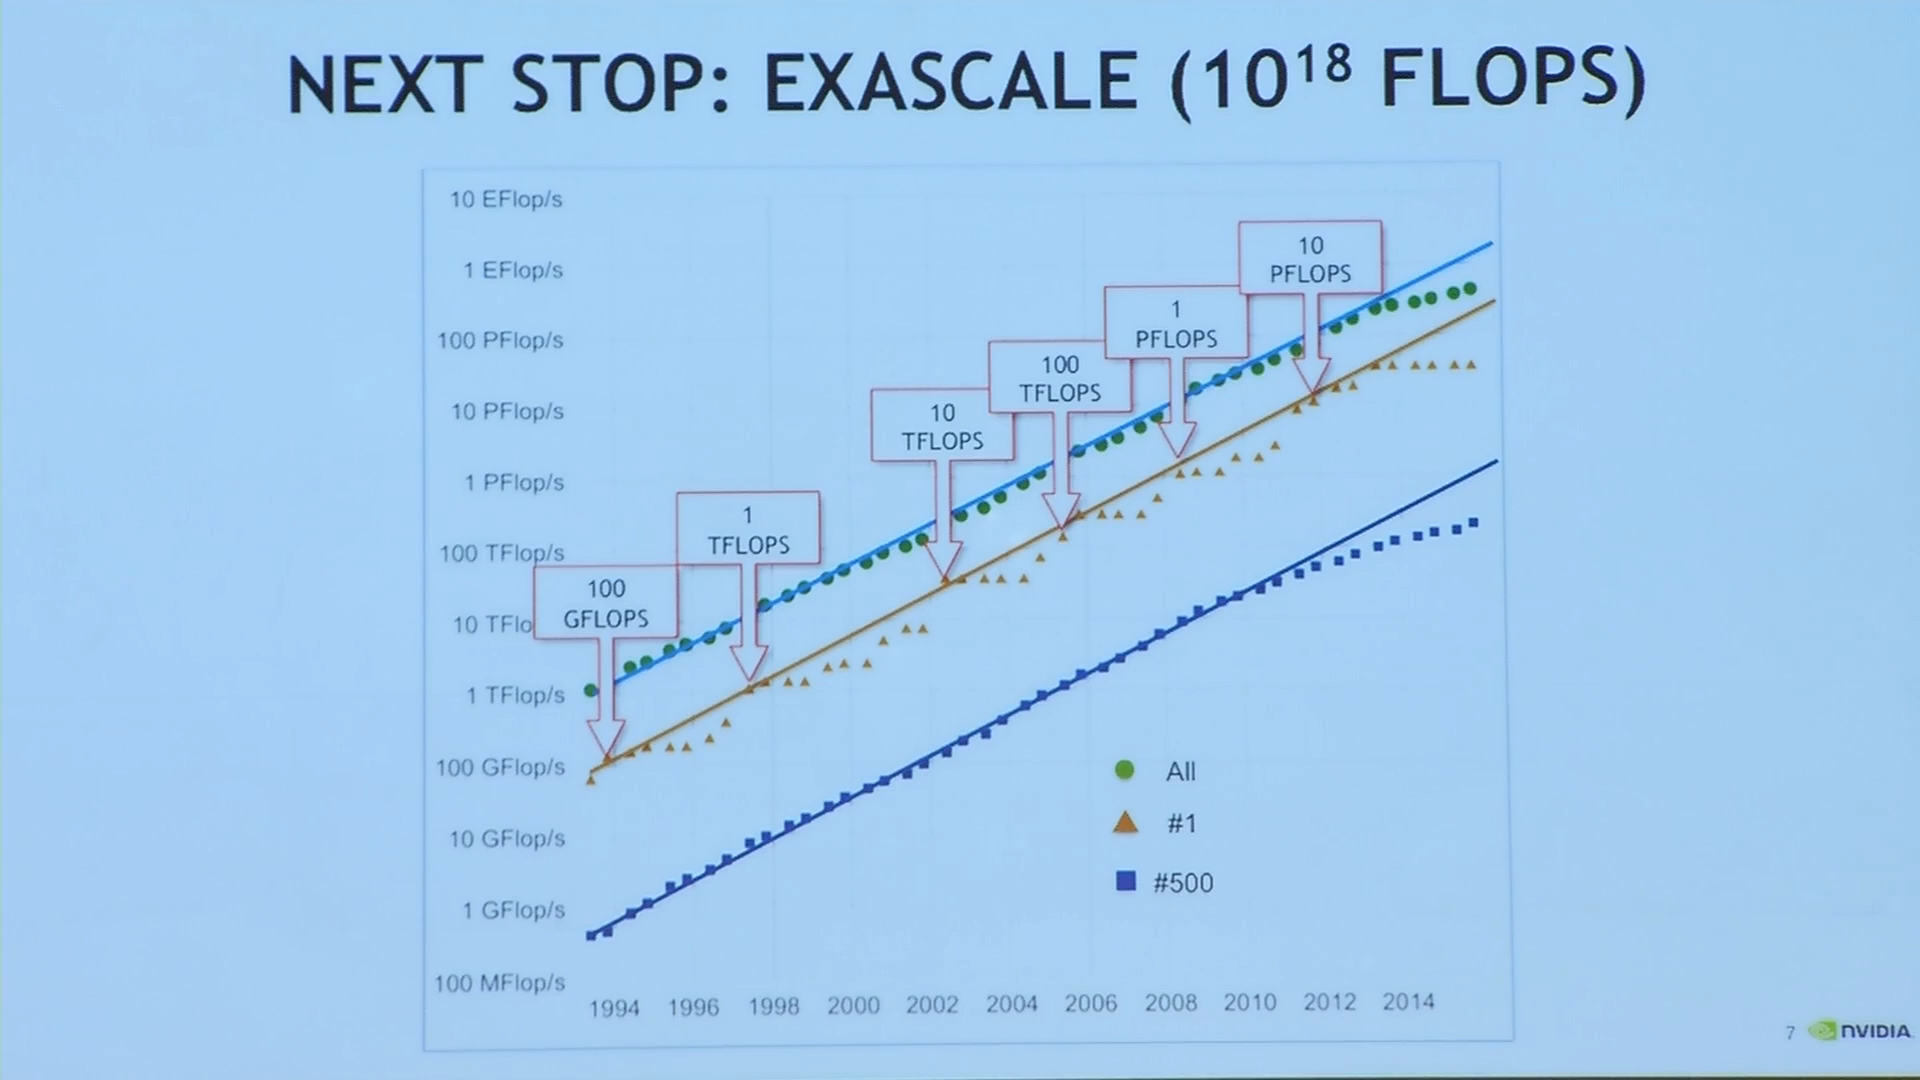 NEXT STOP: EXASCALE (10¹⁸ FLOPS)
10 EFlop/s
1 EFlop/s
100 PFlop/s
10 PFlop/s
1 PFlop/s
100 TFlop/s
10 TFlo
1 TFlop/s
100 GFlop/s
10 GFlop/s
1 GFlop/s
100 MFlop/s
100
GFLOPS
1
TFLOPS
10
TFLOPS
100
TFLOPS
1
PFLOPS
10
PFLOPS
All
#1
#500
1994 1996 1998 2000 2002 2004 2006 2008 2010 2012 2014
7 NVIDIA